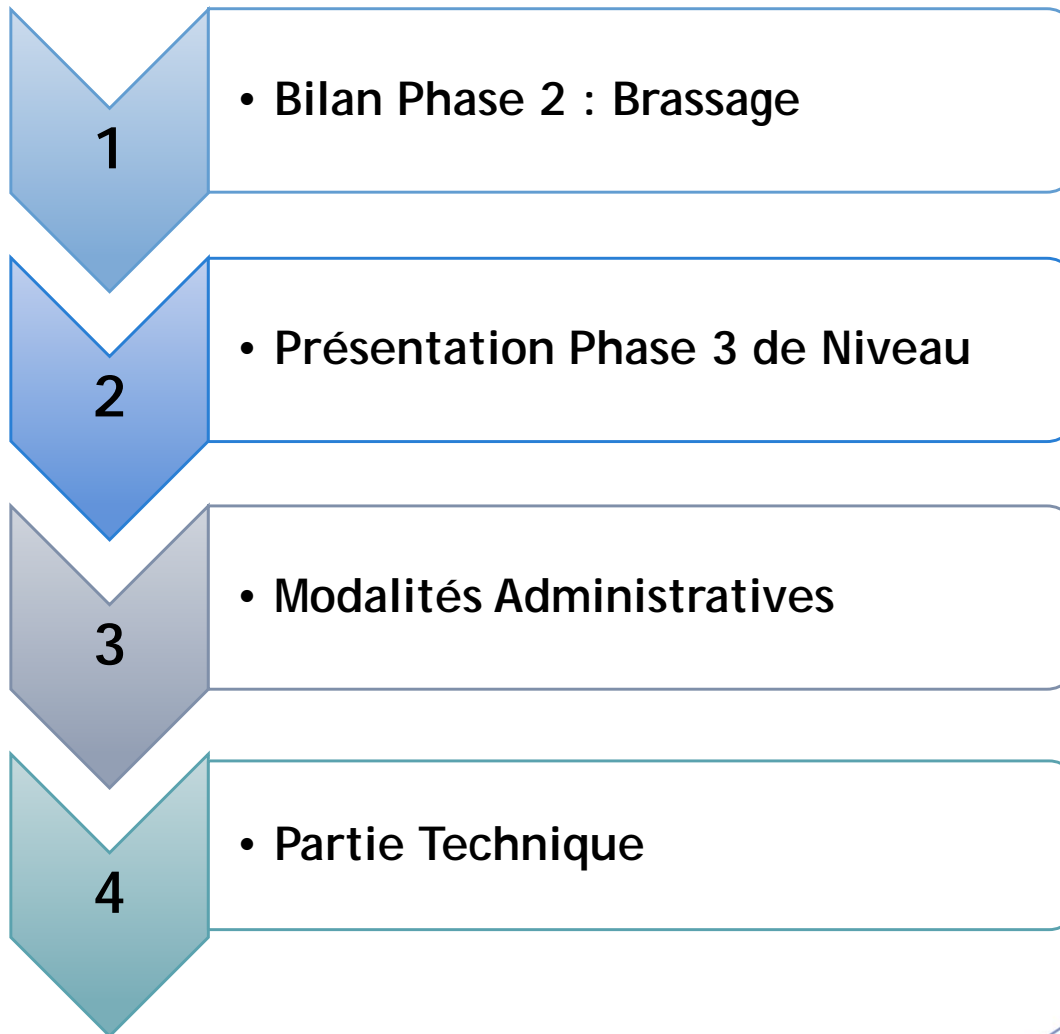 1
• Bilan Phase 2 : Brassage
2
• Présentation Phase 3 de Niveau
3
• Modalités Administratives
4
• Partie Technique